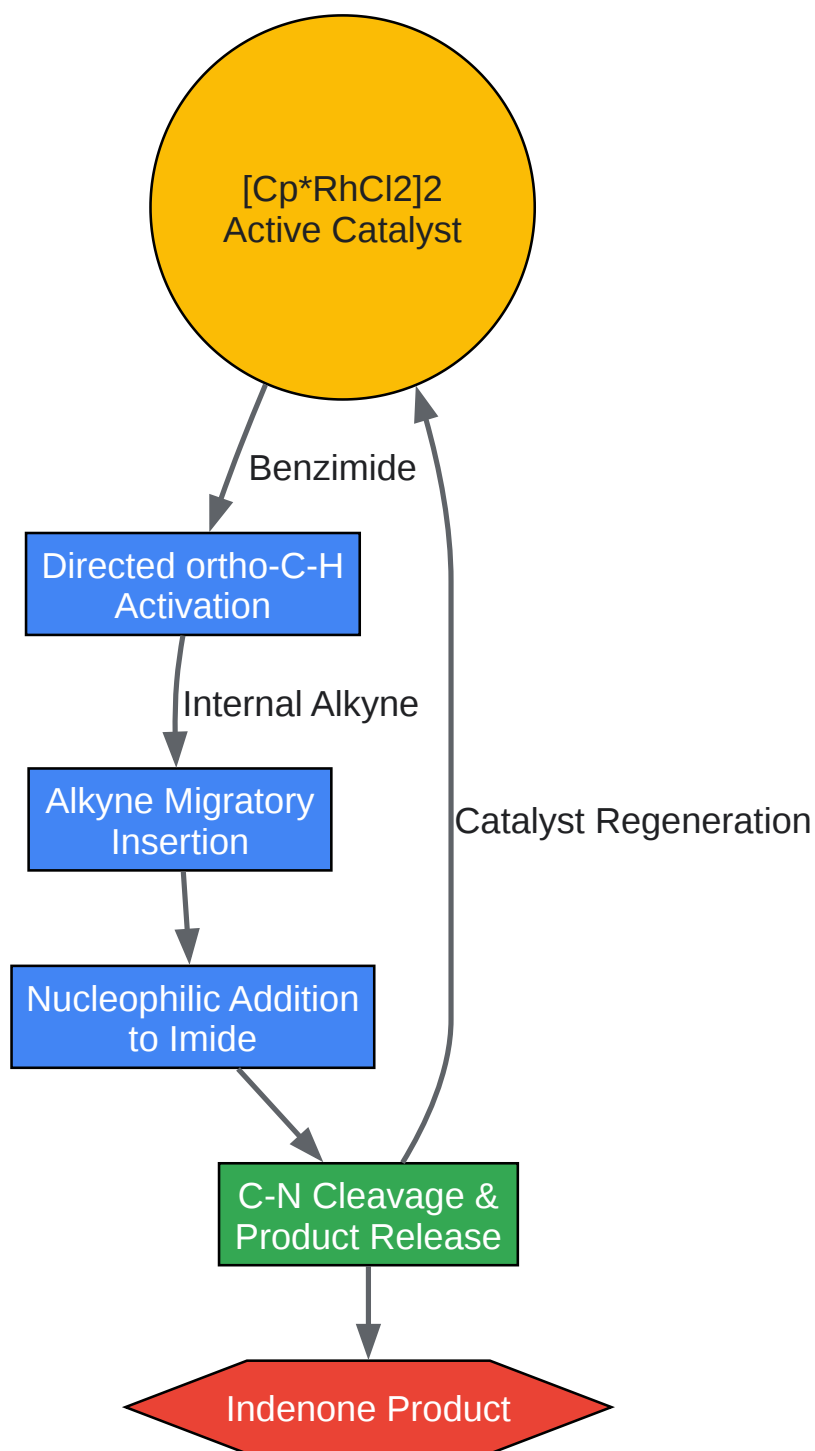 [Cp*RhCl2]2
Active Catalyst
Benzimide
Directed ortho-C-H
Activation
Internal Alkyne
Alkyne Migratory
Insertion
Catalyst Regeneration
Nucleophilic Addition
to Imide
C-N Cleavage &
Product Release
Indenone Product